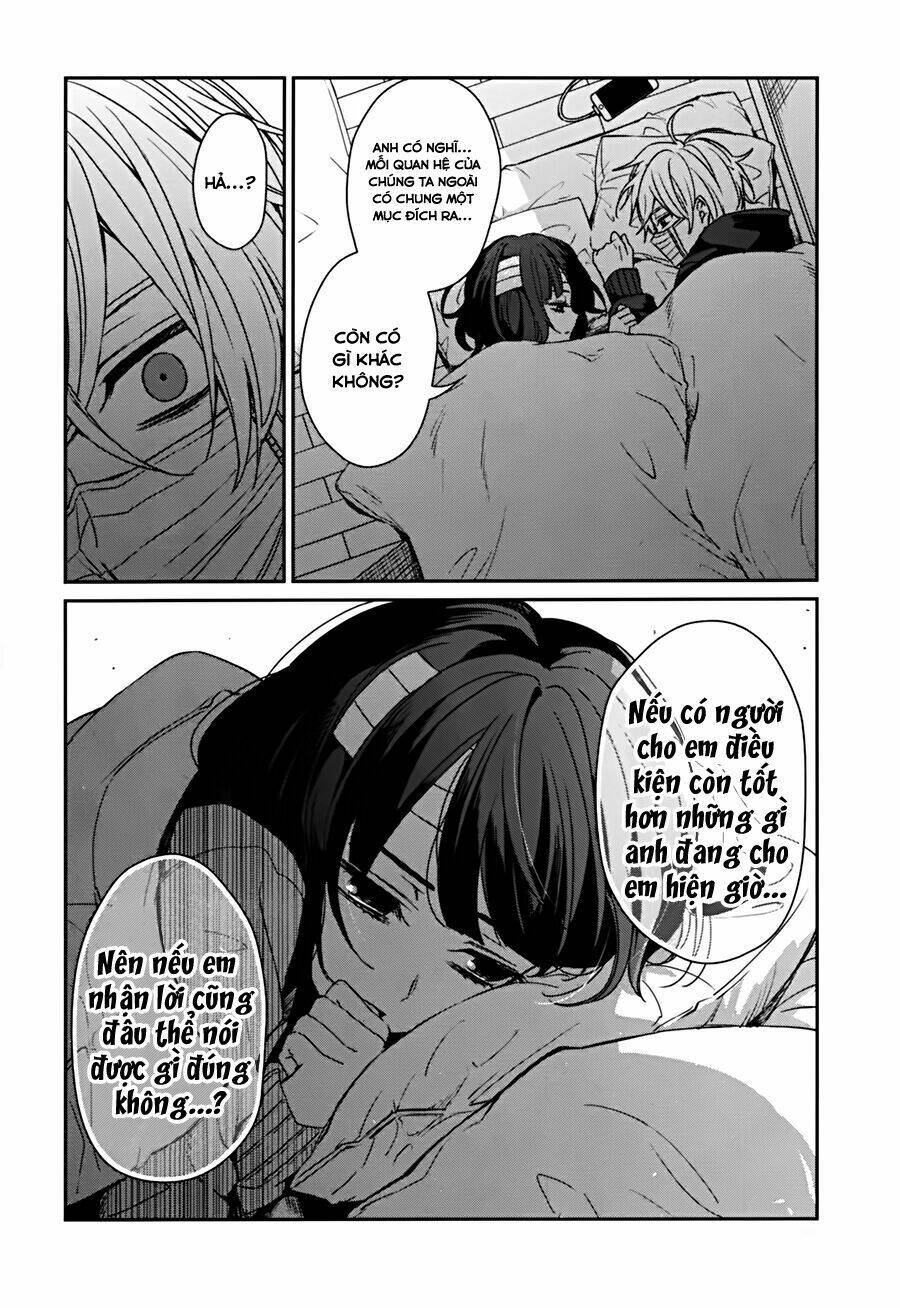 ANH CÓ NGHĨ...
MỐI QUAN HỆ CỦA
CHÚNG TA NGOÀI
CÓ CHUNG MỘT
MỤC ĐÍCH RA...
CÒN CÓ
GÌ KHÁC
KHÔNG?
HẢ...?
Nếu có người
cho em điều
kiện còn tốt
hơn những gì
anh đang cho
em hiện giờ...
Nên nếu em
nhận lời cũng
đâu thể nói
được gì đúng
không...?